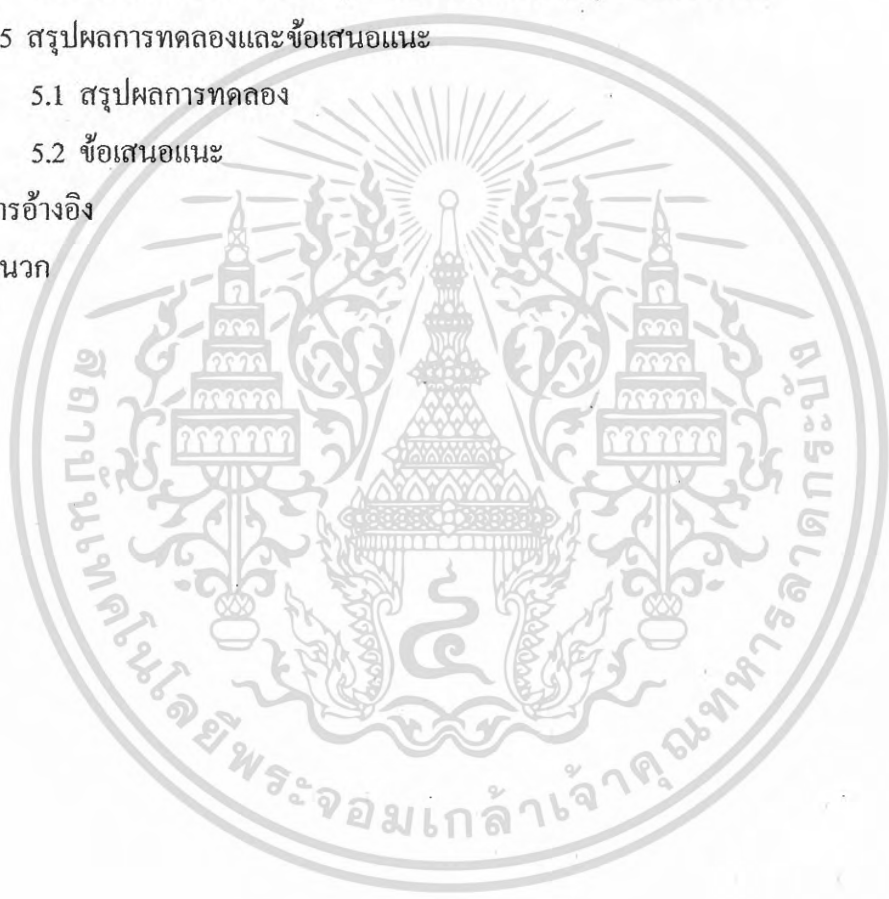 5 สรุปผลการทดลองและข้อเสนอแนะ
5.1 สรุปผลการทดลอง
5.2 ข้อเสนอแนะ
ารอ้างอิง
นวก
สถาบันเทคโนโลยีพระจอมเกล้าเจ้าคุณทหารลาดกระบัง
๔